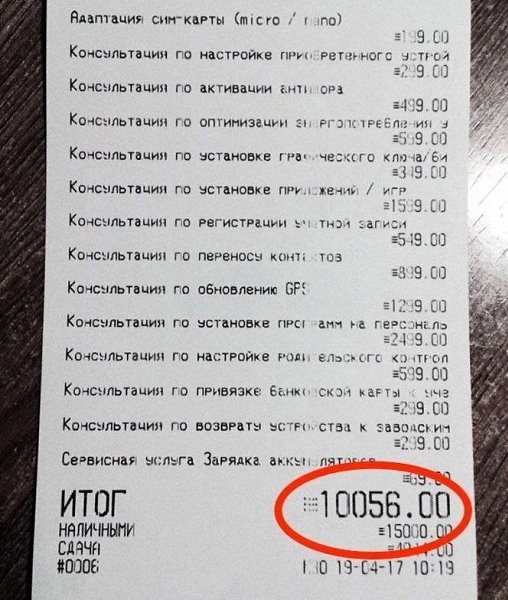 Адаптация сим-карты (micro / nano)
≡199.00
Консультация по настройке приобретенного устрой
≡299.00
Консультация по активации антивора
≡499.00
Консультация по оптимизации энергопотребления у
≡599.00
Консультация по установке графического ключа/би
≡349.00
Консультация по установке приложений / игр
≡1599.00
Консультация по регистрации учетной записи
≡549.00
Консультация по переносу контактов
≡899.00
Консультация по обновлению GPS
≡1299.00
Консультация по установке программ на персональ
≡2499.00
Консультация по настройке родительского контрол
≡599.00
Консультация по привязке банковской карты к уче
≡299.00
Консультация по возврату устройства к заводским
≡299.00
Сервисная услуга Зарядка аккумуляторов
≡69.00
ИТОГ ≡10056.00
НАЛИЧНЫМИ ≡15000.00
СДАЧА ≡4944.00
#0006 19-04-17 10:19